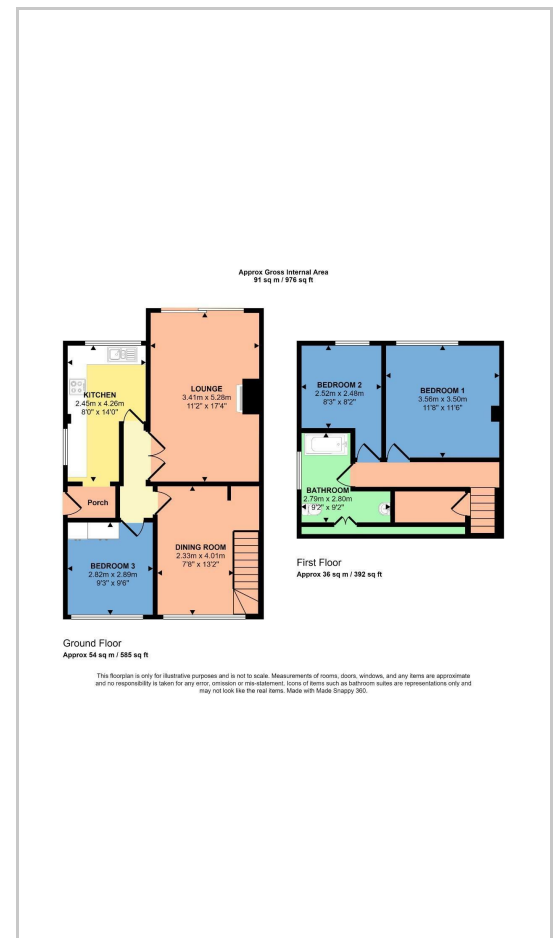 Approx Gross Internal Area
91 sq m / 976 sq ft
KITCHEN
2.45m x 4.26m
8'0" x 14'0"
LOUNGE
3.41m x 5.28m
11'2" x 17'4"
Porch
BEDROOM 3
2.82m x 2.89m
9'3" x 9'6"
DINING ROOM
2.33m x 4.01m
7'8" x 13'2"
Ground Floor
Approx 54 sq m / 585 sq ft
BEDROOM 2
2.52m x 2.48m
8'3" x 8'2"
BEDROOM 1
3.56m x 3.50m
11'8" x 11'6"
BATHROOM
2.79m x 2.80m
9'2" x 9'2"
First Floor
Approx 36 sq m / 392 sq ft
This floorplan is only for illustrative purposes and is not to scale. Measurements of rooms, doors, windows, and any items are approximate
and no responsibility is taken for any error, omission or mis-statement. Icons of items such as bathroom suites are representations only and
may not look like the real items. Made with Made Snappy 360.